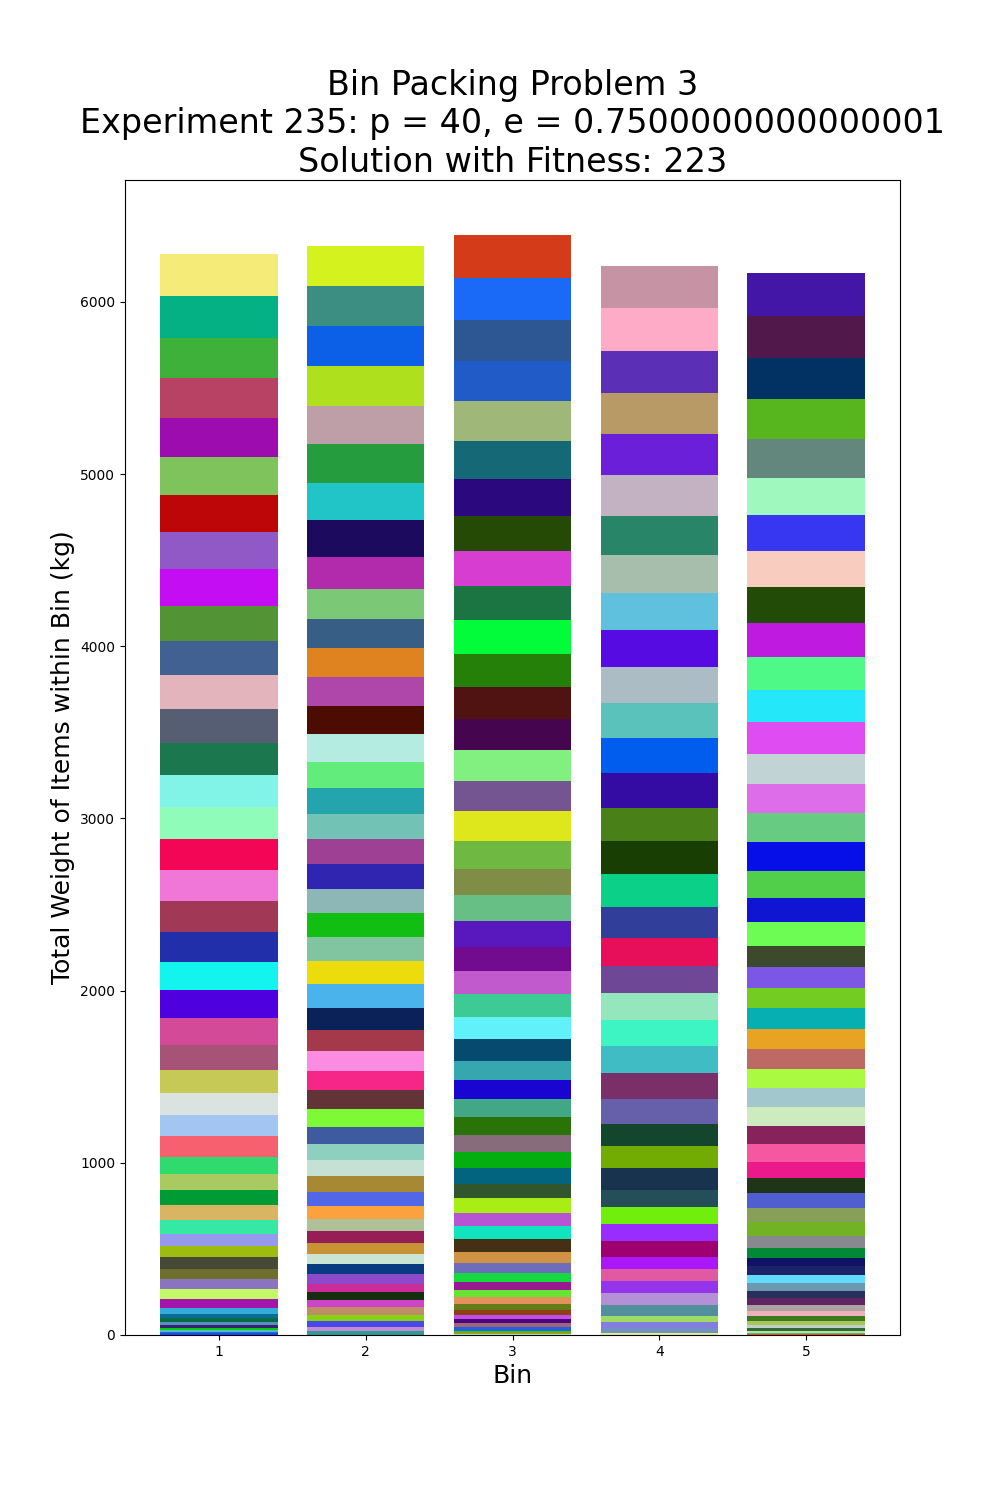 Bin Packing Problem 3
Experiment 235: p = 40, e = 0.7500000000000001
Solution with Fitness: 223
Total Weight of Items within Bin (kg)
6000
5000
4000
3000
2000
1000
0
1 2 3 4 5
Bin